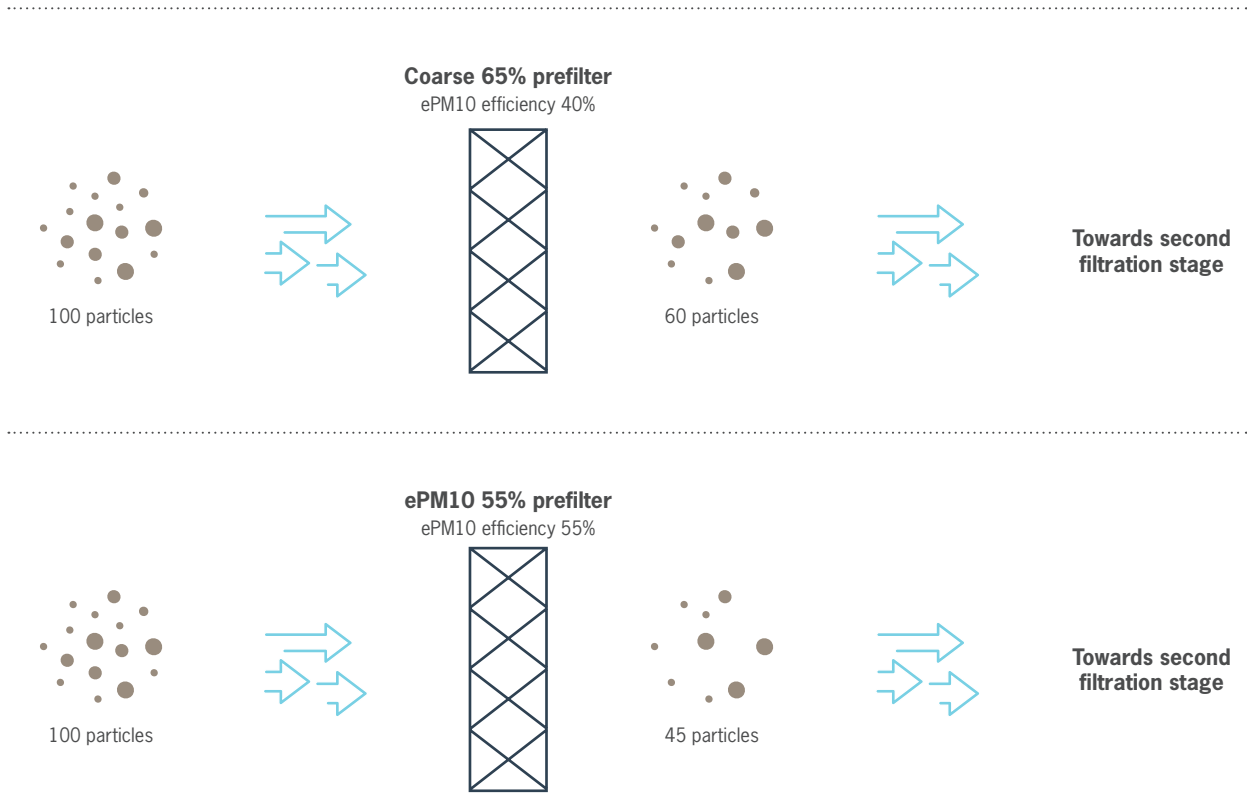 Coarse 65% prefilter
ePM10 efficiency 40%
100 particles
60 particles
Towards second
filtration stage
ePM10 55% prefilter
ePM10 efficiency 55%
100 particles
45 particles
Towards second
filtration stage